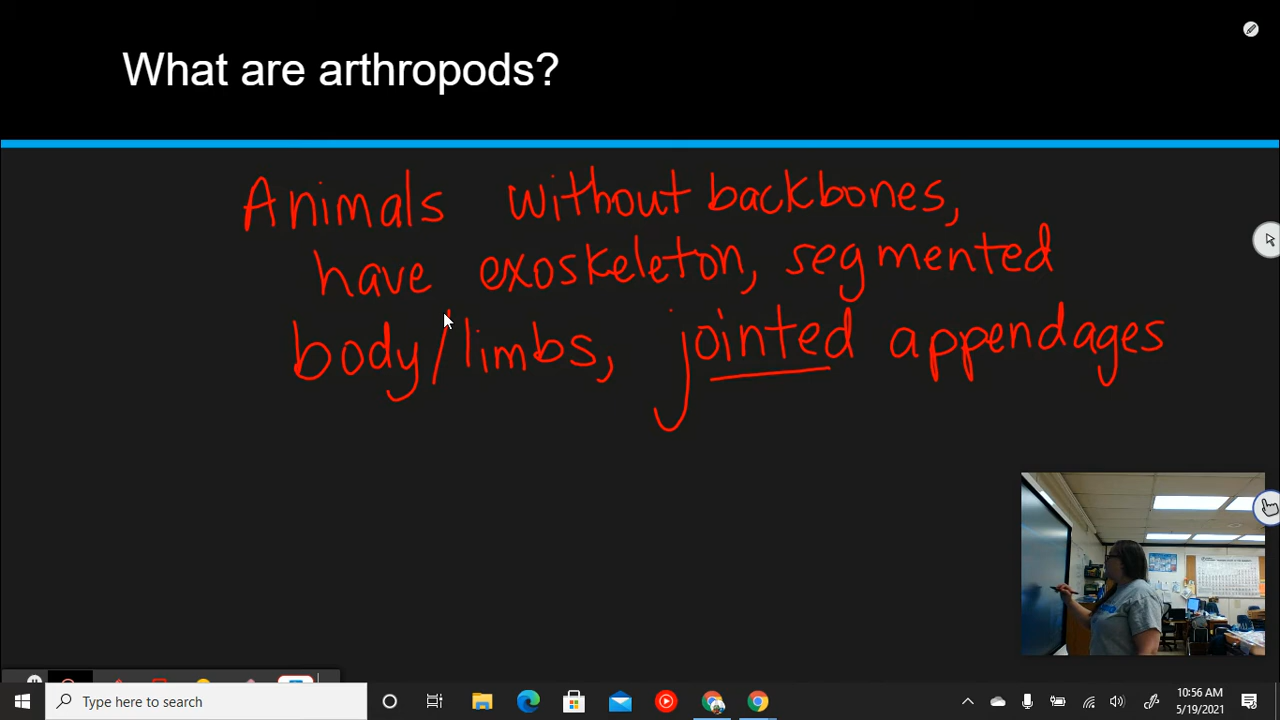 What are arthropods?
Animals without backbones,
have exoskeleton, segmented
body/limbs, jointed appendages
Type here to search
10:56 AM
5/19/2021